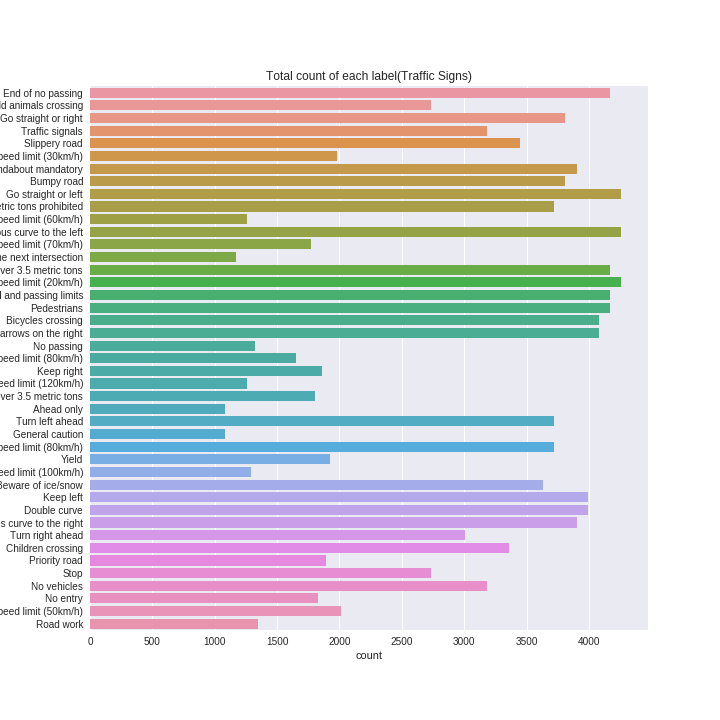 Total count of each label(Traffic Signs)
End of no passing
ld animals crossing
Go straight or right
Traffic signals
Slippery road
peed limit (30km/h)
ndabout mandatory
Bumpy road
Go straight or left
etric tons prohibited
peed limit (60km/h)
ous curve to the left
peed limit (70km/h)
he next intersection
over 3.5 metric tons
peed limit (20km/h)
d and passing limits
Pedestrians
Bicycles crossing
arrows on the right
No passing
peed limit (80km/h)
Keep right
eed limit (120km/h)
over 3.5 metric tons
Ahead only
Turn left ahead
General caution
peed limit (80km/h)
Yield
eed limit (100km/h)
Beware of ice/snow
Keep left
Double curve
s curve to the right
Turn right ahead
Children crossing
Priority road
Stop
No vehicles
No entry
peed limit (50km/h)
Road work
0 500 1000 1500 2000 2500 3000 3500 4000
count